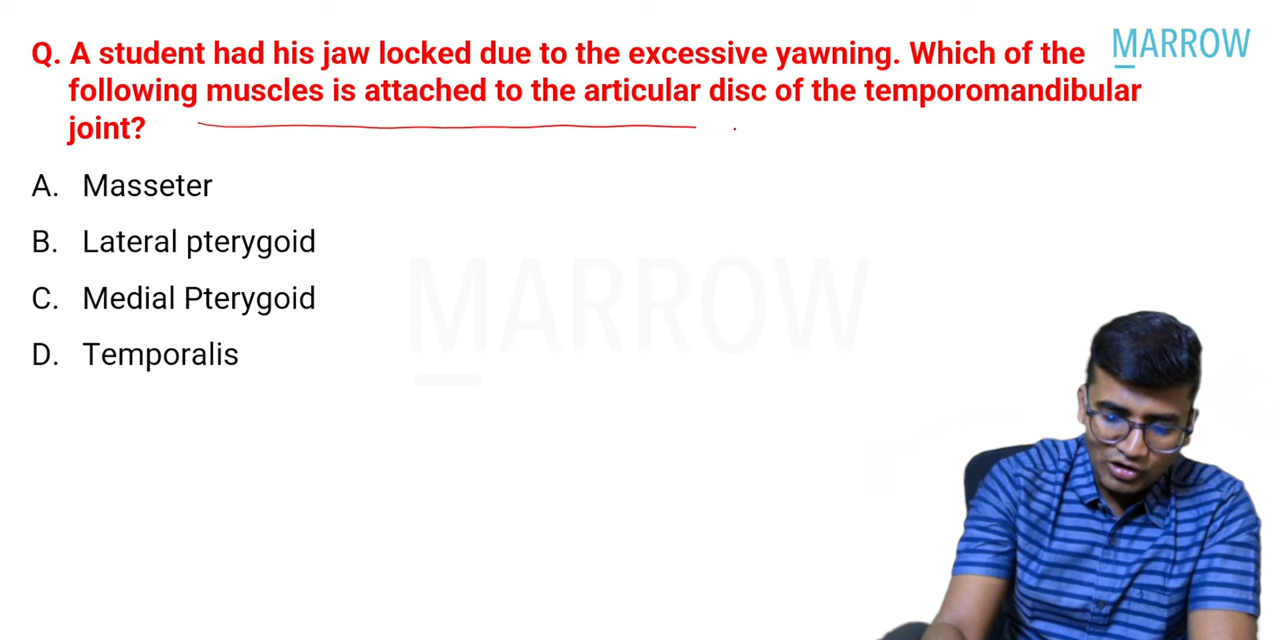 MARROW
Q. A student had his jaw locked due to the excessive yawning. Which of the
following muscles is attached to the articular disc of the temporomandibular
joint?
A. Masseter
B. Lateral pterygoid
C. Medial Pterygoid
D. Temporalis
MARROW